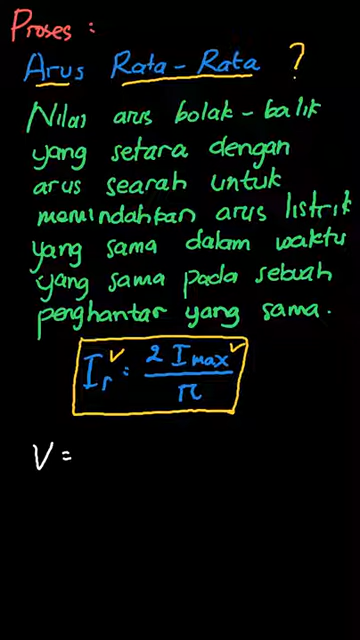 Proses :
Arus Rata - Rata ?
Nilai arus bolak - balik
yang setara dengan
arus searah untuk
memindahkan arus listrik
yang sama dalam waktu
yang sama pada sebuah
penghantar yang sama.
Ir = 2 Imax / π
V =